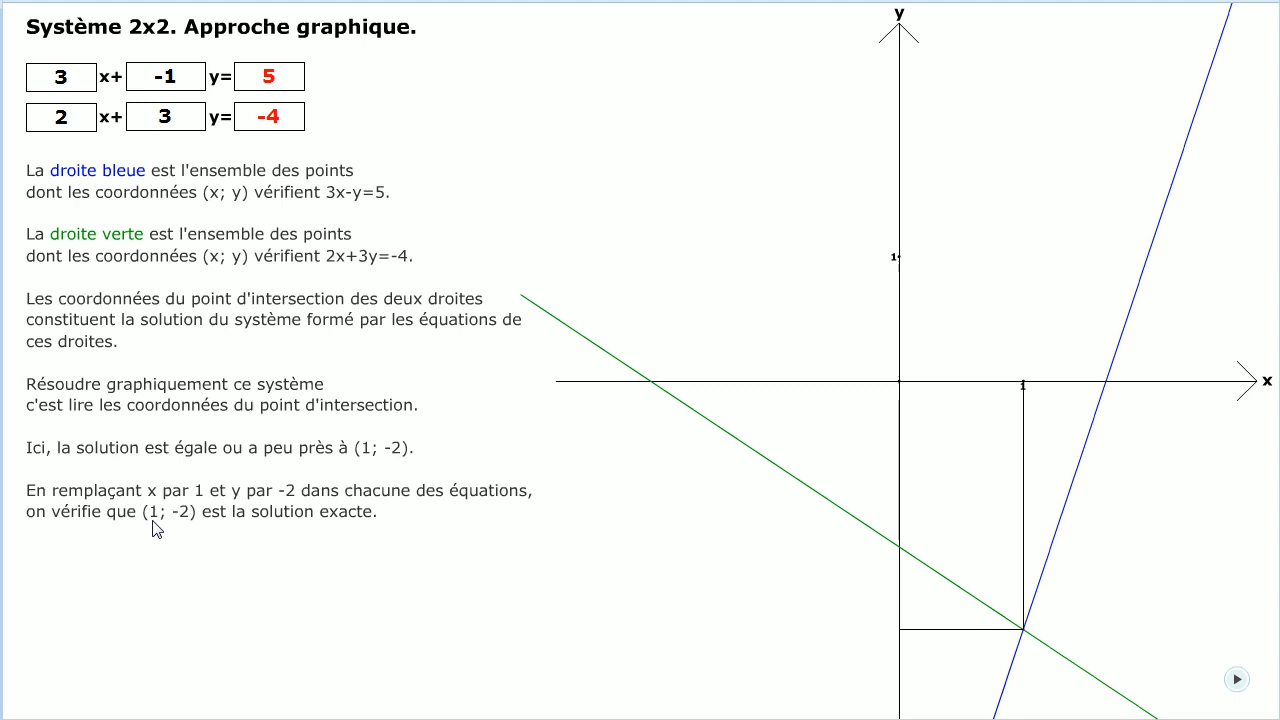 Système 2x2. Approche graphique.
3 x+ -1 y= 5
2 x+ 3 y= -4
La droite bleue est l'ensemble des points
dont les coordonnées (x; y) vérifient 3x-y=5.
La droite verte est l'ensemble des points
dont les coordonnées (x; y) vérifient 2x+3y=-4.
Les coordonnées du point d'intersection des deux droites
constituent la solution du système formé par les équations de
ces droites.
Résoudre graphiquement ce système
c'est lire les coordonnées du point d'intersection.
Ici, la solution est égale ou a peu près à (1; -2).
En remplaçant x par 1 et y par -2 dans chacune des équations,
on vérifie que (1; -2) est la solution exacte.
y
1
1
x